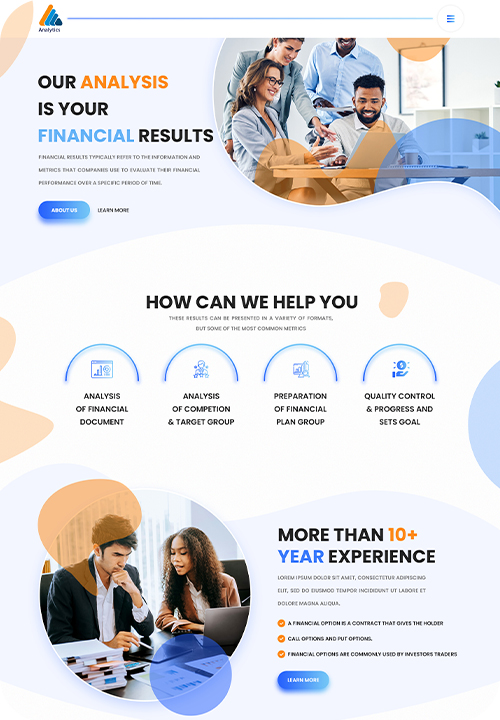 Analytics
OUR ANALYSIS
IS YOUR
FINANCIAL RESULTS
FINANCIAL RESULTS TYPICALLY REFER TO THE INFORMATION AND
METRICS THAT COMPANIES USE TO EVALUATE THEIR FINANCIAL
PERFORMANCE OVER A SPECIFIC PERIOD OF TIME.
ABOUT US LEARN MORE
HOW CAN WE HELP YOU
THESE RESULTS CAN BE PRESENTED IN A VARIETY OF FORMATS,
BUT SOME OF THE MOST COMMON METRICS
ANALYSIS
OF FINANCIAL
DOCUMENT
ANALYSIS
OF COMPETION
& TARGET GROUP
PREPARATION
OF FINANCIAL
PLAN GROUP
QUALITY CONTROL
& PROGRESS AND
SETS GOAL
MORE THAN 10+
YEAR EXPERIENCE
LOREM IPSUM DOLOR SIT AMET, CONSECTETUR ADIPISCING
ELIT, SED DO EIUSMOD TEMPOR INCIDIDUNT UT LABORE ET
DOLORE MAGNA ALIQUA.
A FINANCIAL OPTION IS A CONTRACT THAT GIVES THE HOLDER
CALL OPTIONS AND PUT OPTIONS,
FINANCIAL OPTIONS ARE COMMONLY USED BY INVESTORS TRADERS
LEARN MORE